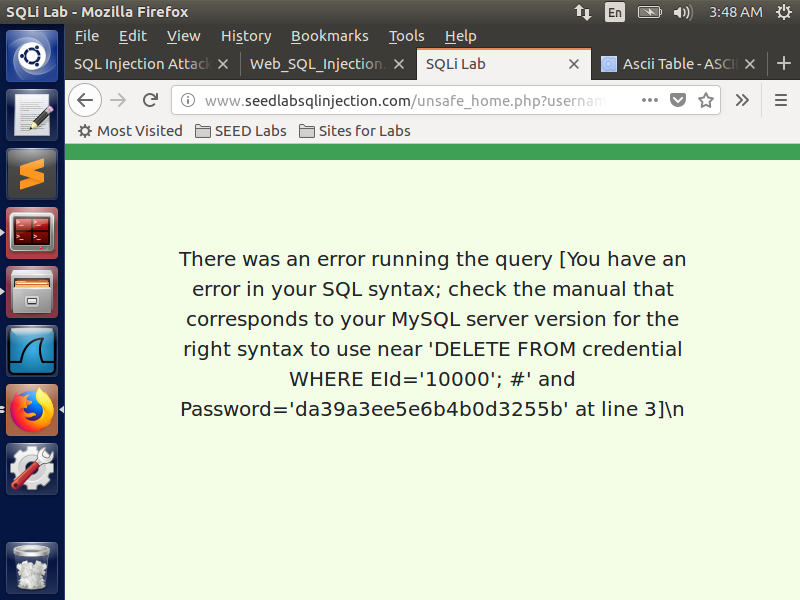 SQLi Lab - Mozilla Firefox
En
3:48 AM
File Edit View History Bookmarks Tools Help
SQL Injection Attack
Web_SQL_Injection.
SQLi Lab
Ascii Table - ASCII
www.seedlabsqlinjection.com/unsafe_home.php?usernam
Most Visited
SEED Labs
Sites for Labs
There was an error running the query [You have an
error in your SQL syntax; check the manual that
corresponds to your MySQL server version for the
right syntax to use near 'DELETE FROM credential
WHERE EId='10000'; #' and
Password='da39a3ee5e6b4b0d3255b' at line 3]\n